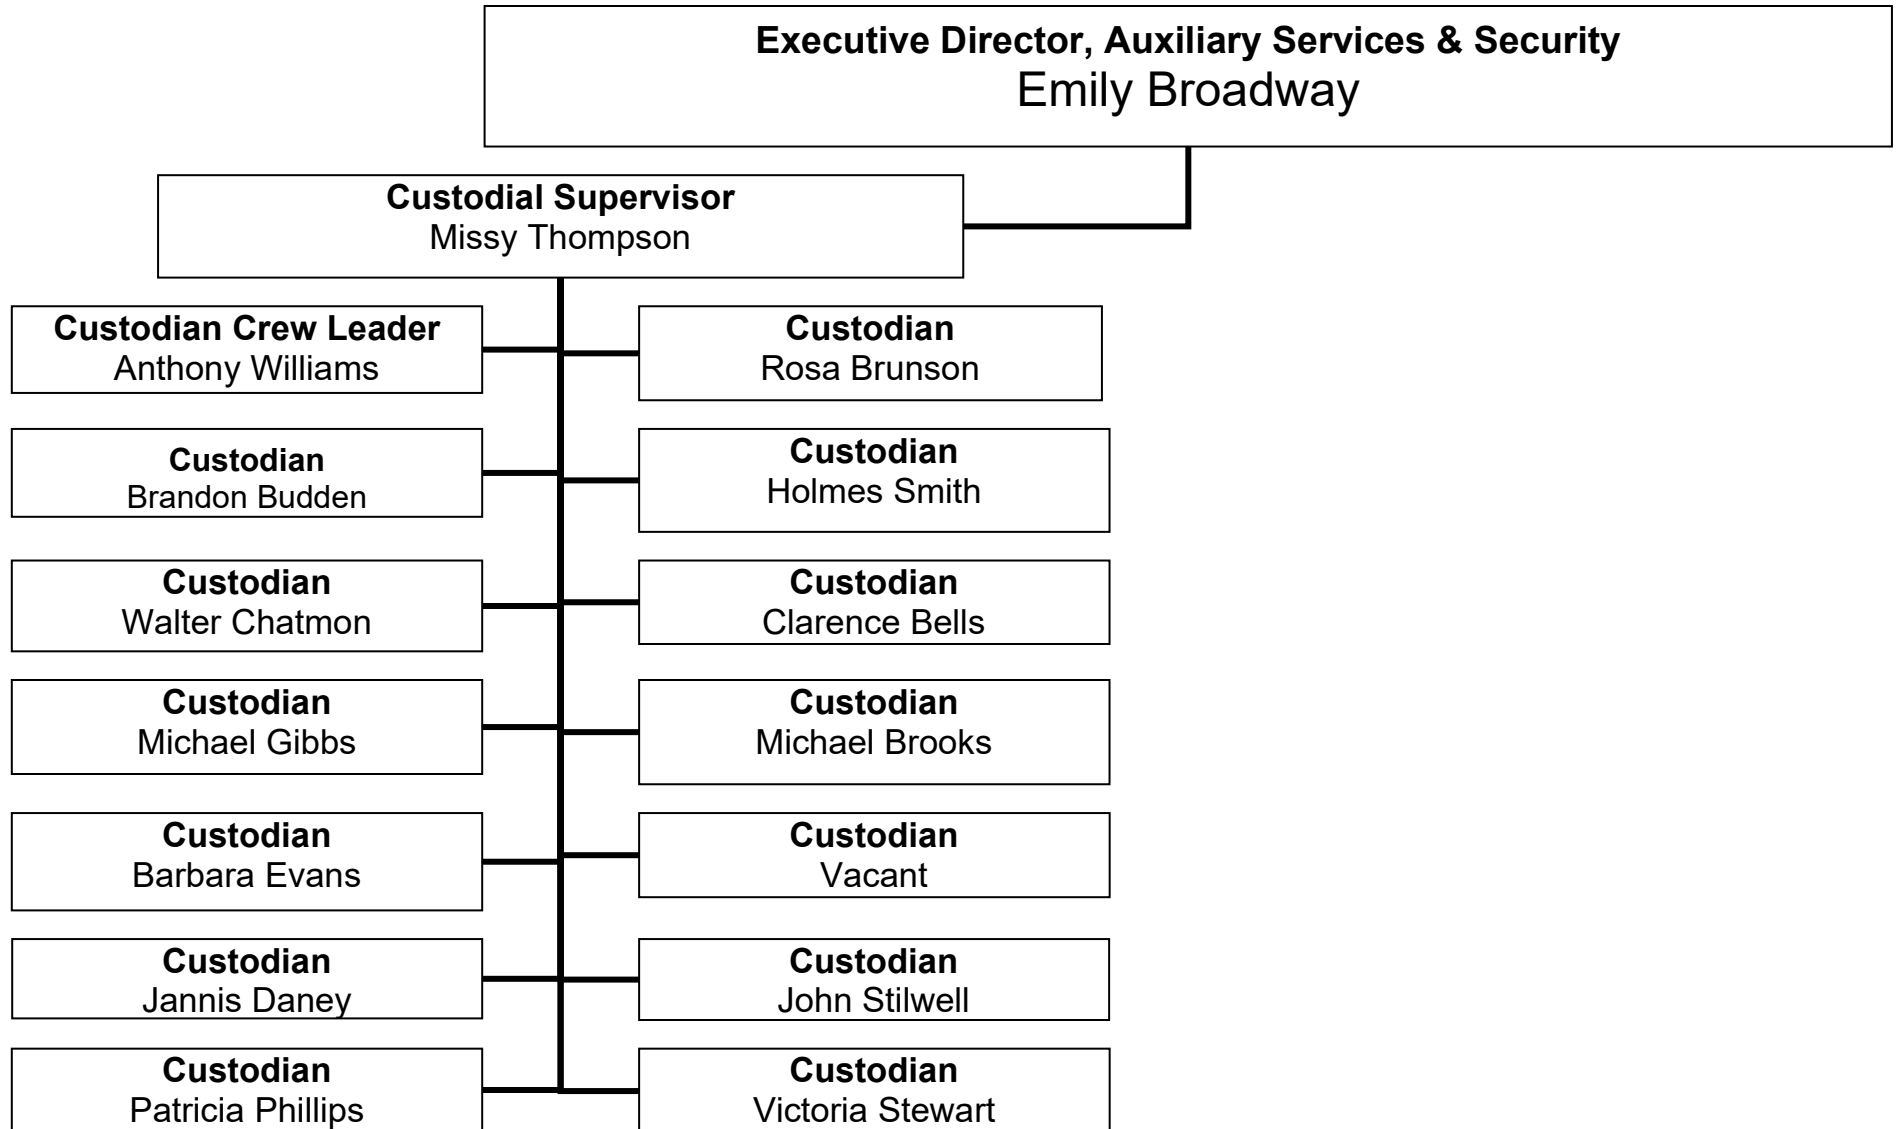 Executive Director, Auxiliary Services & Security
Emily Broadway
Custodial Supervisor
Missy Thompson
Custodian Crew Leader
Anthony Williams
Custodian
Rosa Brunson
Custodian
Brandon Budden
Custodian
Holmes Smith
Custodian
Walter Chatmon
Custodian
Clarence Bells
Custodian
Michael Gibbs
Custodian
Michael Brooks
Custodian
Barbara Evans
Custodian
Vacant
Custodian
Jannis Daney
Custodian
John Stilwell
Custodian
Patricia Phillips
Custodian
Victoria Stewart